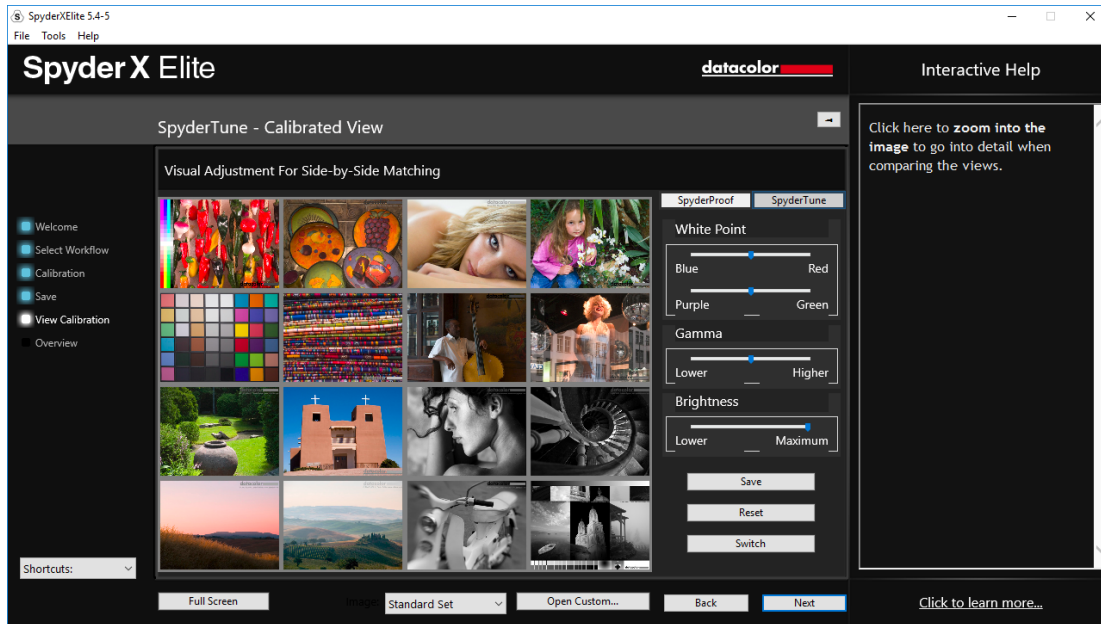 SpyderXElite 5.4-5
File Tools Help
Spyder X Elite
datacolor
Interactive Help
SpyderTune - Calibrated View
Click here to zoom into the
image to go into detail when
comparing the views.
Visual Adjustment For Side-by-Side Matching
Welcome
Select Workflow
Calibration
Save
View Calibration
Overview
SpyderProof
SpyderTune
White Point
Blue Red
Purple Green
Gamma
Lower Higher
Brightness
Lower Maximum
Save
Reset
Switch
Shortcuts:
Full Screen
Image:
Standard Set
Open Custom...
Back
Next
Click to learn more...